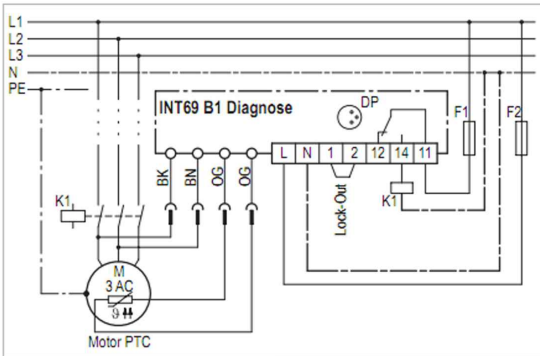 L1
L2
L3
N
PE
INT69 B1 Diagnose
DP
F1
F2
L N 1 2 12 14 11
BK
BN
OG
OG
Lock-Out
K1
K1
M
3 AC
ϑ
Motor PTC